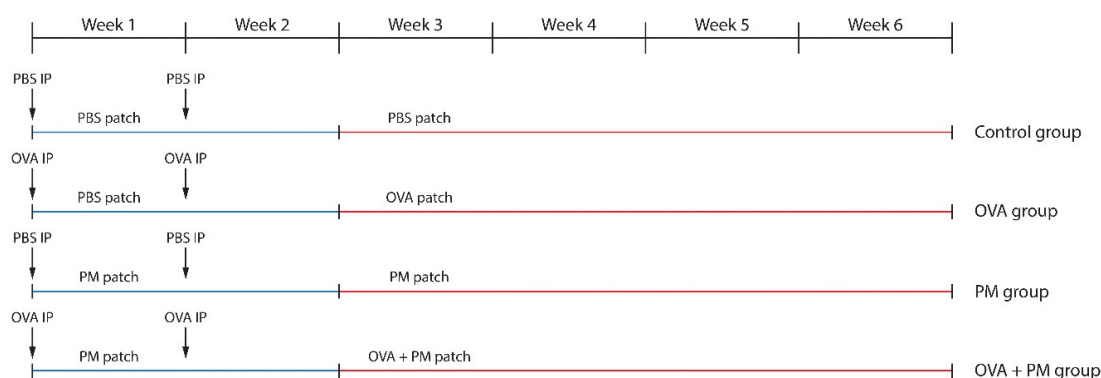 Week 1 Week 2 Week 3 Week 4 Week 5 Week 6
PBS IP PBS IP
PBS patch PBS patch
Control group
OVA IP OVA IP
PBS patch OVA patch
OVA group
PBS IP PBS IP
PM patch PM patch
PM group
OVA IP OVA IP
PM patch OVA + PM patch
OVA + PM group